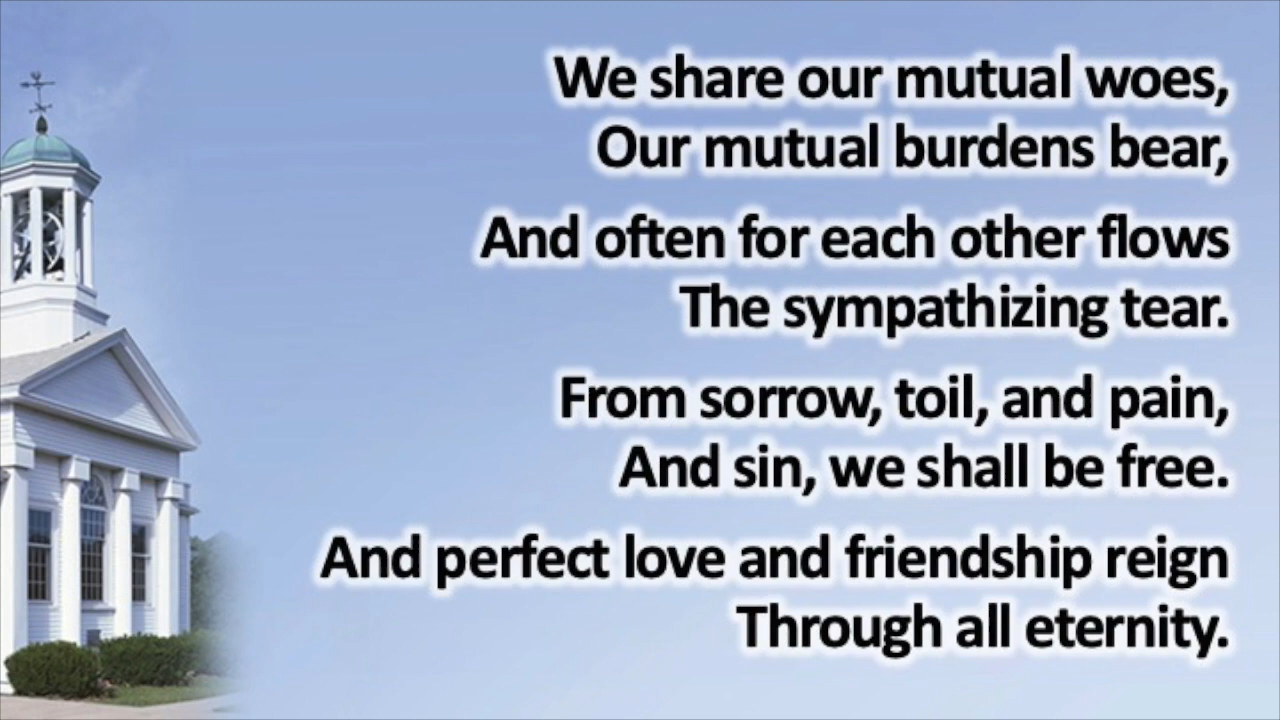 We share our mutual woes,
Our mutual burdens bear,
And often for each other flows
The sympathizing tear.
From sorrow, toil, and pain,
And sin, we shall be free.
And perfect love and friendship reign
Through all eternity.